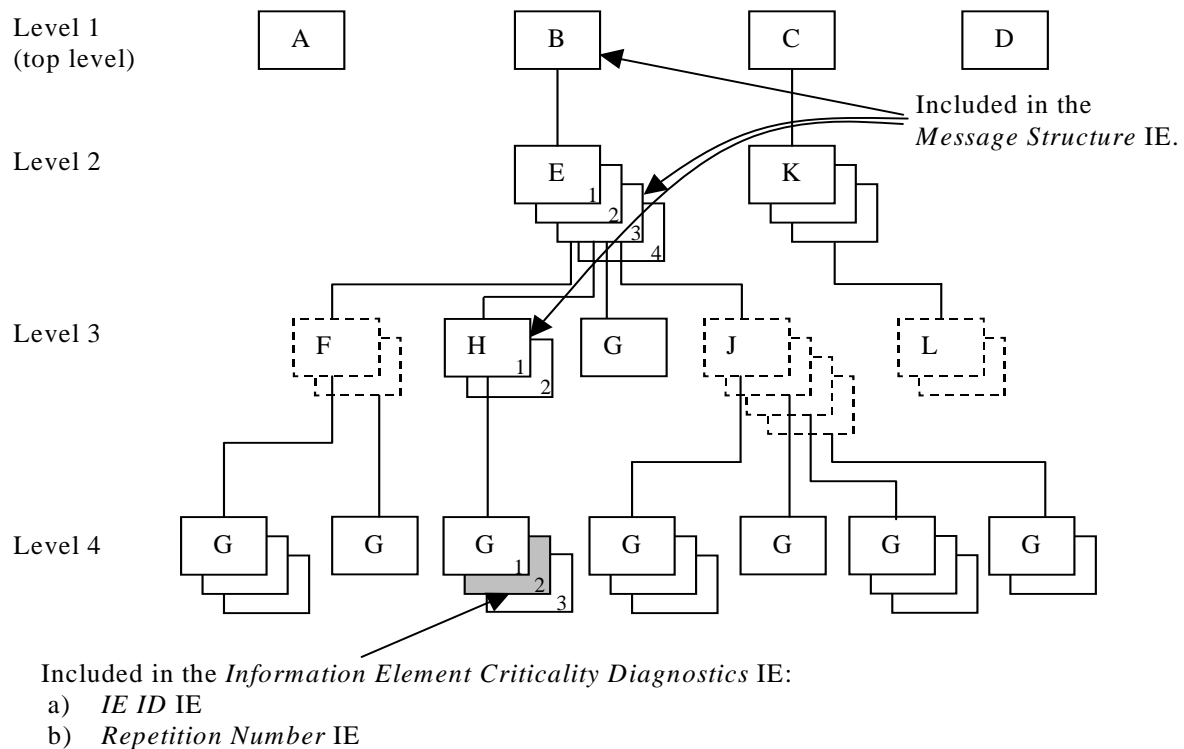 Level 1
(top level)
A
B
C
D
Included in the
Message Structure IE.
Level 2
E
1
2
3
4
K
Level 3
F
H
1
2
G
J
L
Level 4
G
G
G
1
2
3
G
G
G
G
Included in the Information Element Criticality Diagnostics IE:
a) IE ID IE
b) Repetition Number IE